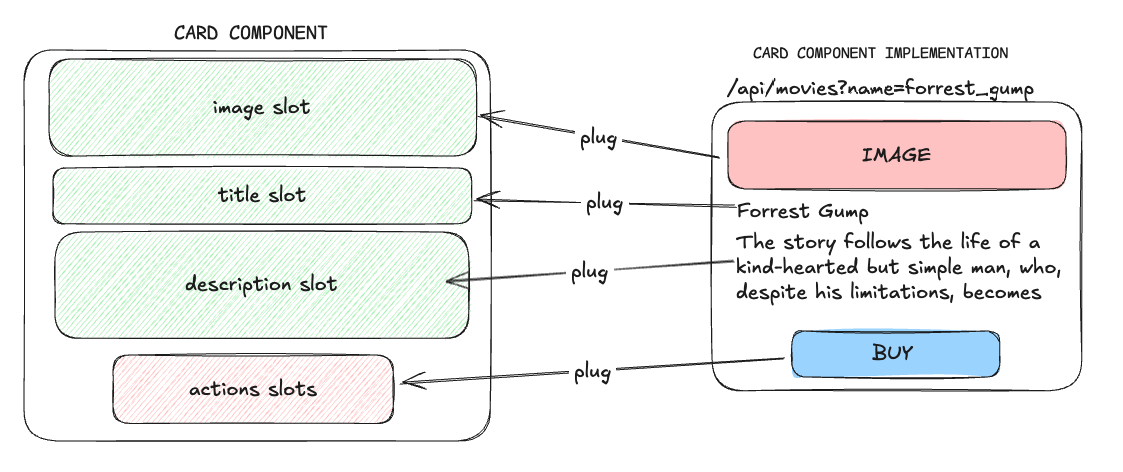 CARD COMPONENT
image slot
title slot
description slot
actions slots
plug
plug
plug
plug
CARD COMPONENT IMPLEMENTATION
/api/movies?name=forrest_gump
IMAGE
Forrest Gump
The story follows the life of a
kind-hearted but simple man, who,
despite his limitations, becomes
BUY